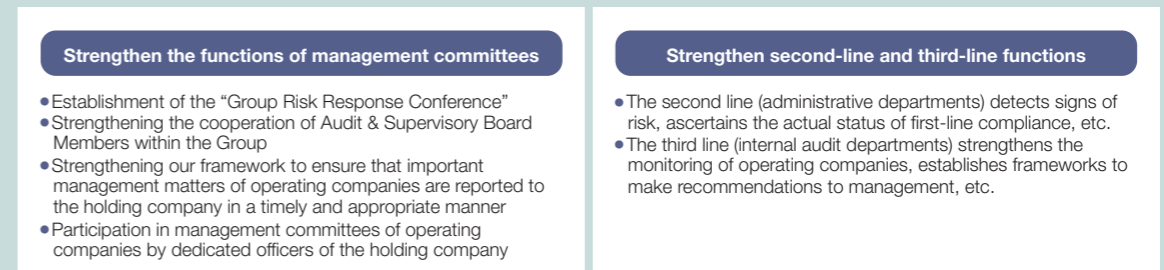 Strengthen the functions of management committees
●Establishment of the “Group Risk Response Conference”
●Strengthening the cooperation of Audit & Supervisory Board
Members within the Group
●Strengthening our framework to ensure that important
management matters of operating companies are reported to
the holding company in a timely and appropriate manner
●Participation in management committees of operating
companies by dedicated officers of the holding company
Strengthen second-line and third-line functions
●The second line (administrative departments) detects signs of
risk, ascertains the actual status of first-line compliance, etc.
●The third line (internal audit departments) strengthens the
monitoring of operating companies, establishes frameworks to
make recommendations to management, etc.